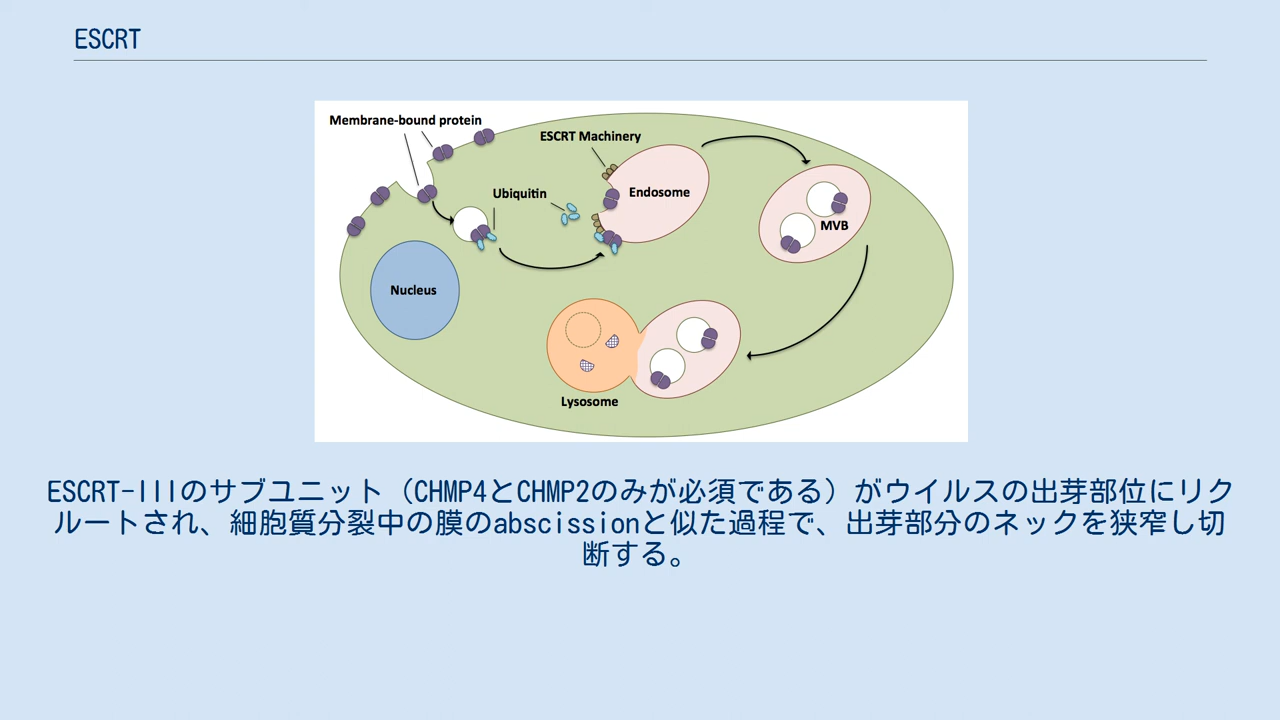 ESCRT
Membrane-bound protein
ESCRT Machinery
Ubiquitin
Endosome
MVB
Nucleus
Lysosome
ESCRT-IIIのサブユニット（CHMP4とCHMP2のみが必須である）がウイルスの出芽部位にリク
ルートされ、細胞質分裂中の膜のabscissionと似た過程で、出芽部分のネックを狭窄し切
断する。